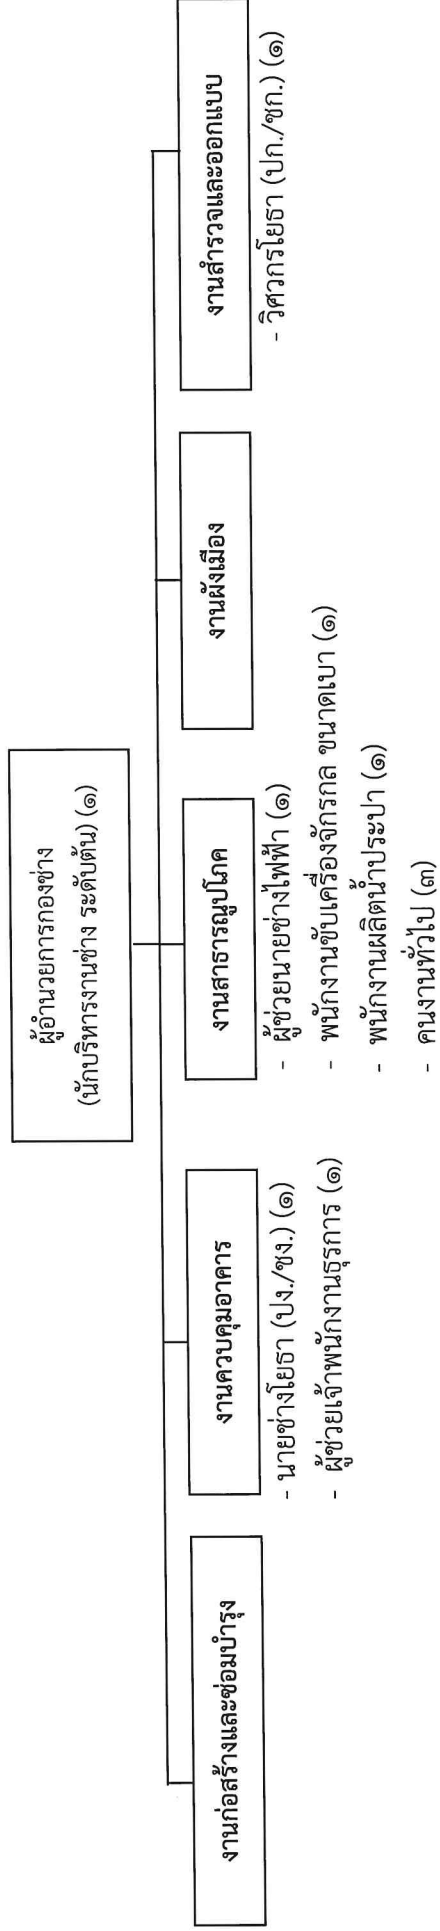 ผู้อำนวยการกองช่าง
(นักบริหารงานช่าง ระดับต้น) (๑)
งานก่อสร้างและซ่อมบำรุง
งานควบคุมอาคาร
- นายช่างโยธา (ปง./ชง.) (๑)
- ผู้ช่วยเจ้าพนักงานธุรการ (๑)
งานสาธารณูปโภค
- ผู้ช่วยนายช่างไฟฟ้า (๑)
- พนักงานขับเครื่องจักรกล ขนาดเบา (๑)
- พนักงานผลิตน้ำประปา (๑)
- คนงานทั่วไป (๓)
งานผังเมือง
งานสำรวจและออกแบบ
- วิศวกรโยธา (ปก./ชก.) (๑)